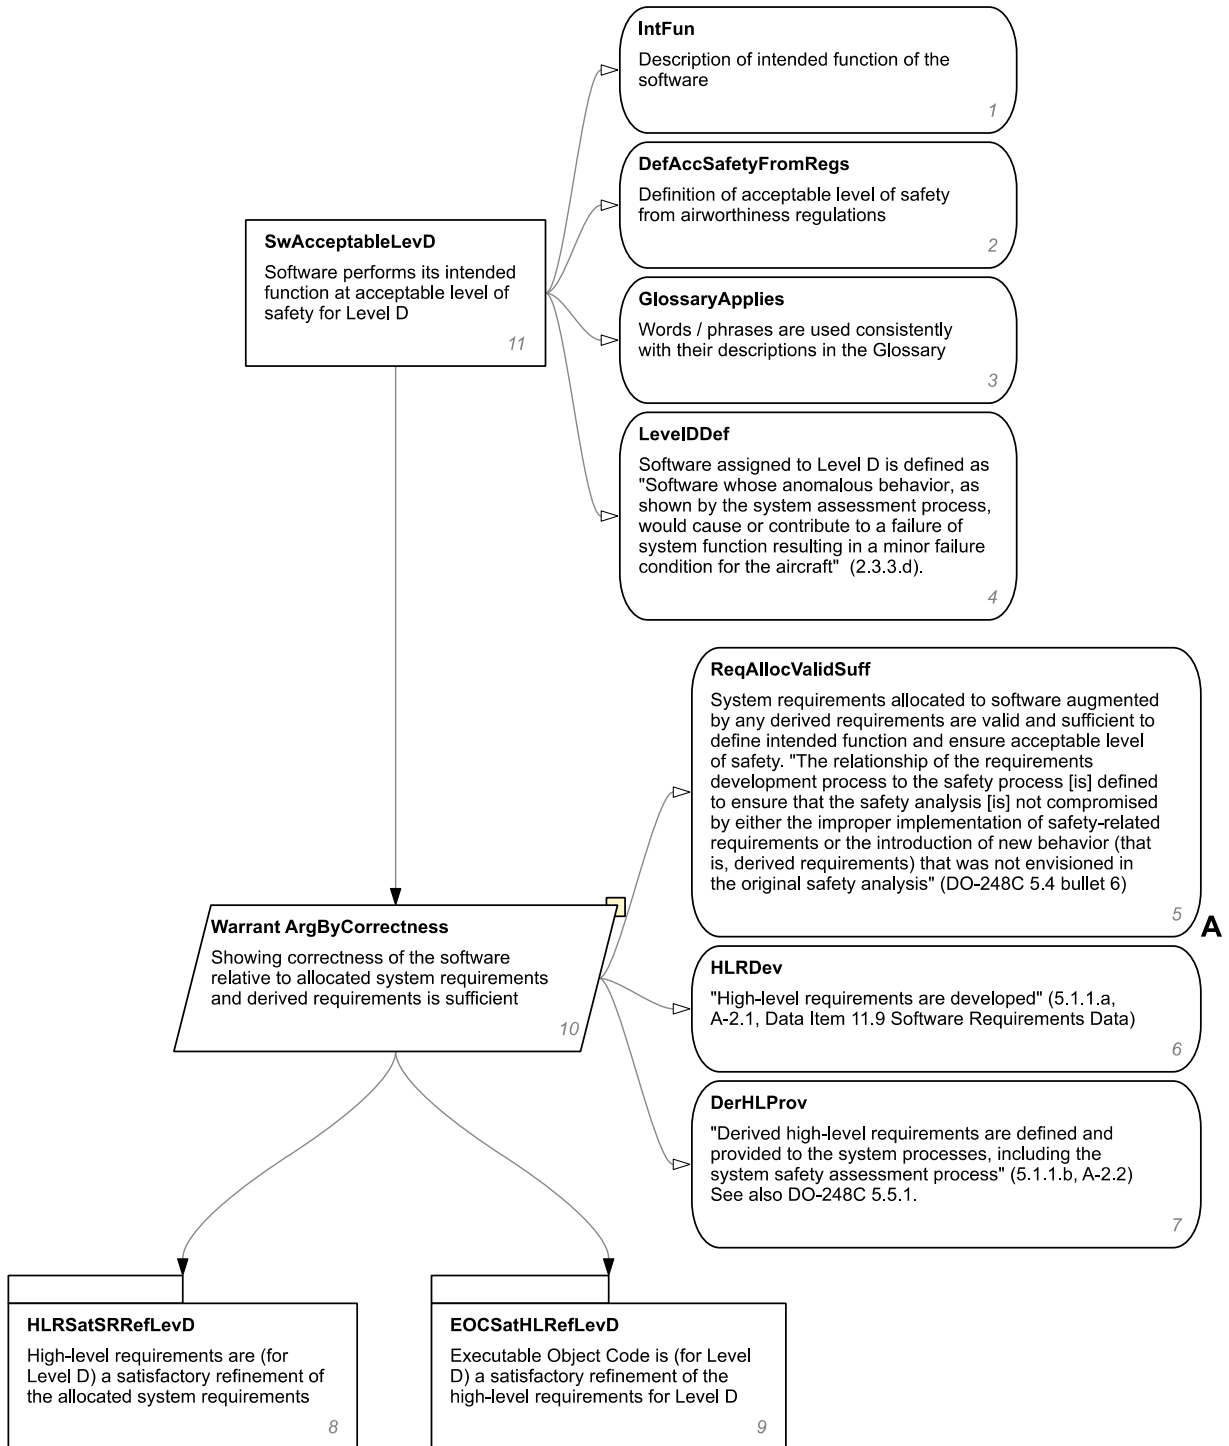 IntFun
Description of intended function of the
software
1
DefAccSafetyFromRegs
Definition of acceptable level of safety
from airworthiness regulations
2
SwAcceptableLevD
Software performs its intended
function at acceptable level of
safety for Level D
11
GlossaryApplies
Words / phrases are used consistently
with their descriptions in the Glossary
3
LevelDDef
Software assigned to Level D is defined as
"Software whose anomalous behavior, as
shown by the system assessment process,
would cause or contribute to a failure of
system function resulting in a minor failure
condition for the aircraft"  (2.3.3.d).
4
ReqAllocValidSuff
System requirements allocated to software augmented
by any derived requirements are valid and sufficient to
define intended function and ensure acceptable level
of safety. "The relationship of the requirements
development process to the safety process [is] defined
to ensure that the safety analysis [is] not compromised
by either the improper implementation of safety-related
requirements or the introduction of new behavior (that
is, derived requirements) that was not envisioned in
the original safety analysis" (DO-248C 5.4 bullet 6)
5
A
Warrant ArgByCorrectness
Showing correctness of the software
relative to allocated system requirements
and derived requirements is sufficient
10
HLRDev
"High-level requirements are developed" (5.1.1.a,
A-2.1, Data Item 11.9 Software Requirements Data)
6
DerHLProv
"Derived high-level requirements are defined and
provided to the system processes, including the
system safety assessment process" (5.1.1.b, A-2.2)
See also DO-248C 5.5.1.
7
HLRSatSRRefLevD
High-level requirements are (for
Level D) a satisfactory refinement of
the allocated system requirements
8
EOCSatHLRefLevD
Executable Object Code is (for Level
D) a satisfactory refinement of the
high-level requirements for Level D
9